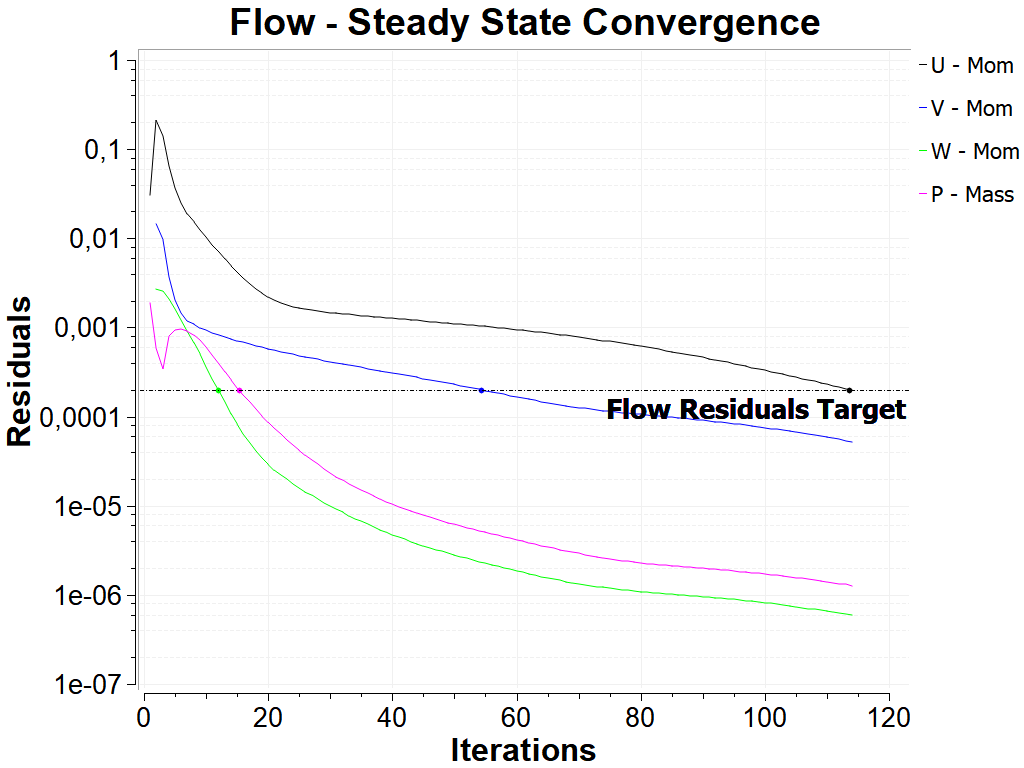 Flow - Steady State Convergence
U - Mom
V - Mom
W - Mom
P - Mass
1
0,1
0,01
0,001
0,0001
1e-05
1e-06
1e-07
Residuals
Flow Residuals Target
0 20 40 60 80 100 120
Iterations